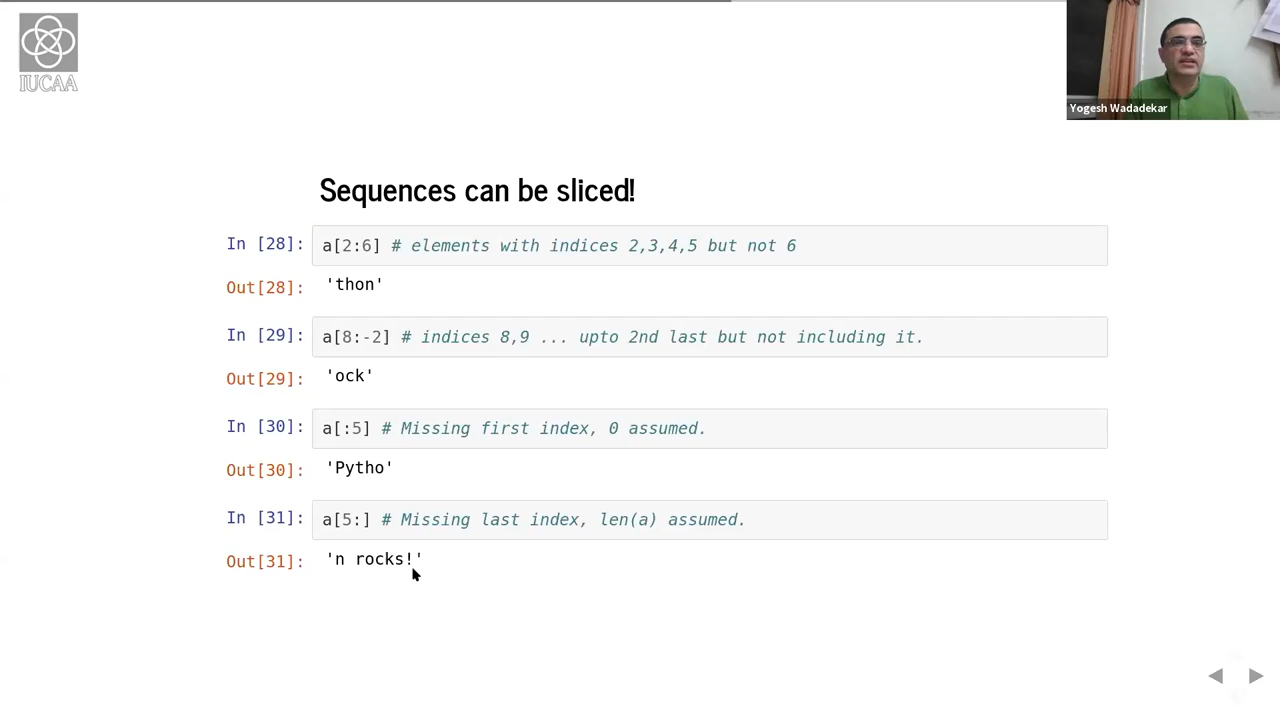 IUCAA
Yogesh Wadadekar
Sequences can be sliced!
In [28]: a[2:6] # elements with indices 2,3,4,5 but not 6
Out[28]: 'thon'
In [29]: a[8:-2] # indices 8,9 ... upto 2nd last but not including it.
Out[29]: 'ock'
In [30]: a[:5] # Missing first index, 0 assumed.
Out[30]: 'Pytho'
In [31]: a[5:] # Missing last index, len(a) assumed.
Out[31]: 'n rocks!'